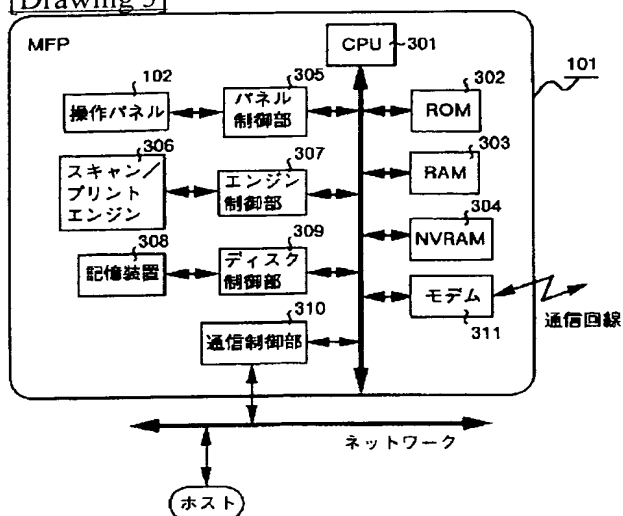 [Drawing 3]
MFP
CPU
301
101
102
操作パネル
305
パネル
制御部
302
ROM
306
スキャン／
プリント
エンジン
307
エンジン
制御部
303
RAM
304
NVRAM
308
記憶装置
309
ディスク
制御部
モデム
311
通信回線
310
通信制御部
ネットワーク
ホスト